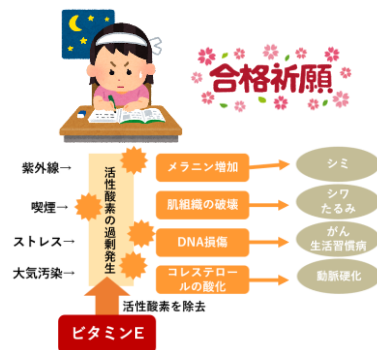 合格祈願
紫外線→
喫煙→
ストレス→
大気汚染→
活性酸素の過剰発生
メラニン増加
シミ
肌組織の破壊
シワ
たるみ
DNA損傷
がん
生活習慣病
コレステロー
ルの酸化
動脈硬化
活性酸素を除去
ビタミンE